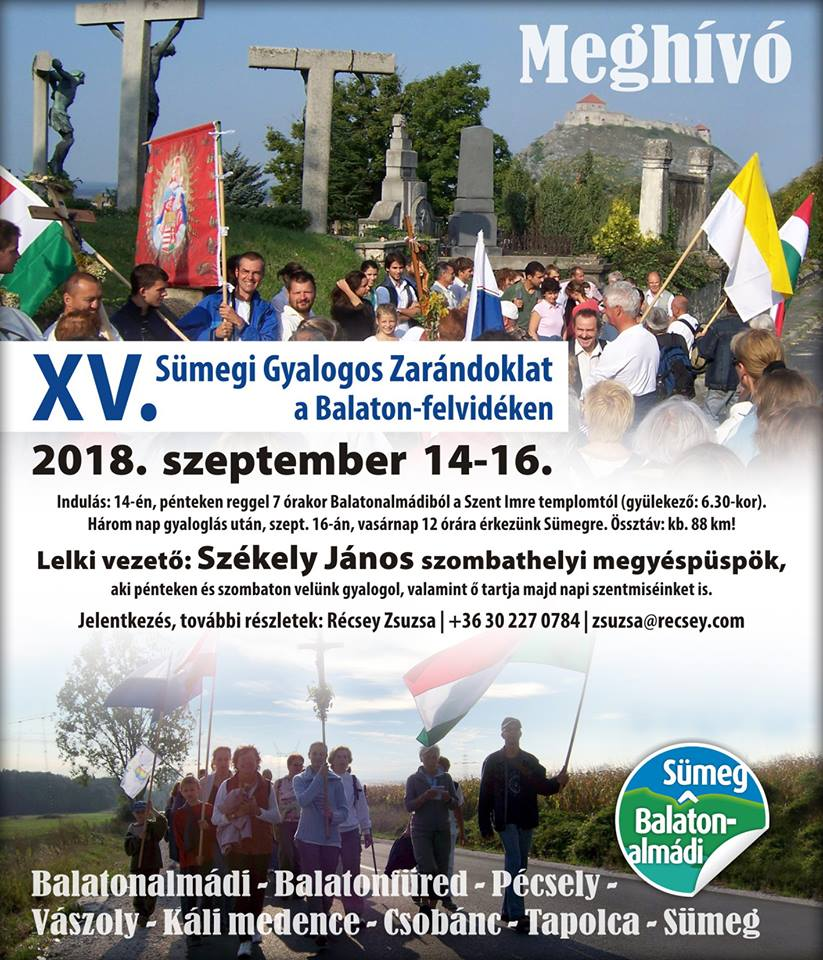 Meghívó
XV. Sümegi Gyalogos Zarándoklat
a Balaton-felvidéken
2018. szeptember 14-16.
Indulás: 14-én, pénteken reggel 7 órakor Balatonalmádiból a Szent Imre templomtól (gyülekező: 6.30-kor).
Három nap gyaloglás után, szept. 16-án, vasárnap 12 órára érkezünk Sümegre. Össztáv: kb. 88 km!
Lelki vezető: Székely János szombathelyi megyéspüspök,
aki pénteken és szombaton velünk gyalogol, valamint ő tartja majd napi szentmiséinket is.
Jelentkezés, további részletek: Récsey Zsuzsa | +36 30 227 0784 | zsuzsa@recsey.com
Sümeg
Balaton-
almádi
Balatonalmádi - Balatonfüred - Pécsely -
Vászoly - Káli medence - Csobánc - Tapolca - Sümeg